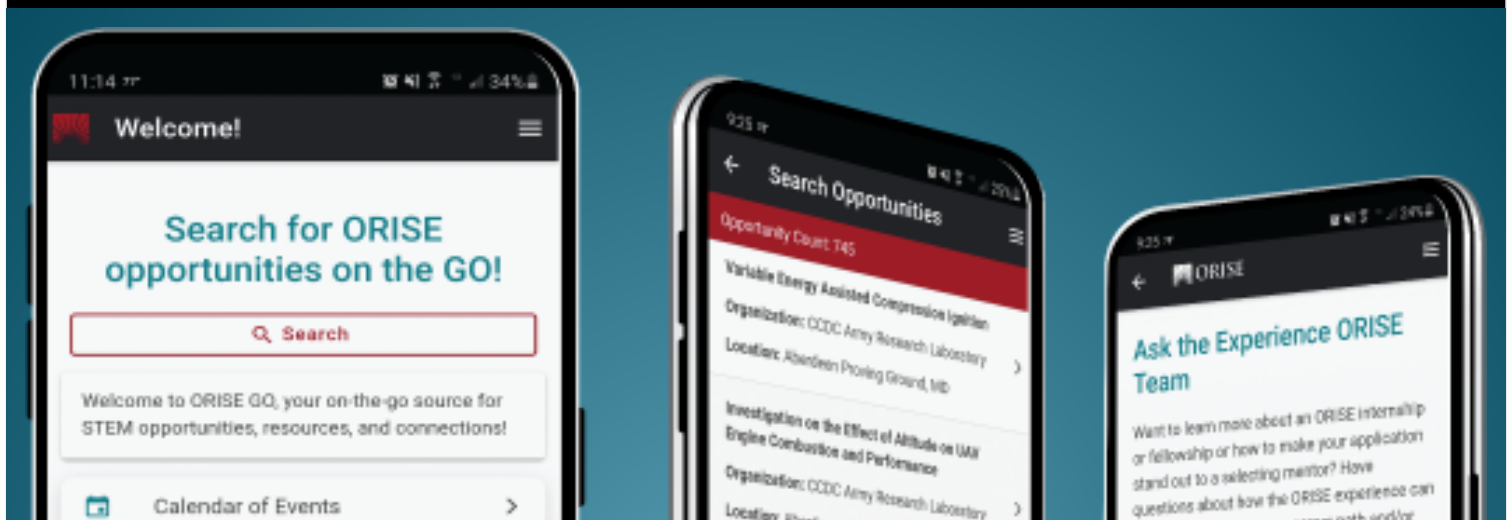 11:14
34%
Welcome!
Search for ORISE
opportunities on the GO!
Search
Welcome to ORISE GO, your on-the-go source for
STEM opportunities, resources, and connections!
Calendar of Events
9:25
Search Opportunities
Opportunity Count: 745
Variable Energy Assisted Compression Ignition
Organization: CCDC Army Research Laboratory
Location: Aberdeen Proving Ground, MD
Investigation on the Effect of Altitude on UAV
Engine Combustion and Performance
Organization: CCDC Army Research Laboratory
Location:
9:25
ORISE
Ask the Experience ORISE
Team
Want to learn more about an ORISE internship
or fellowship or how to make your application
stand out to a selecting mentor? Have
questions about how the ORISE experience can